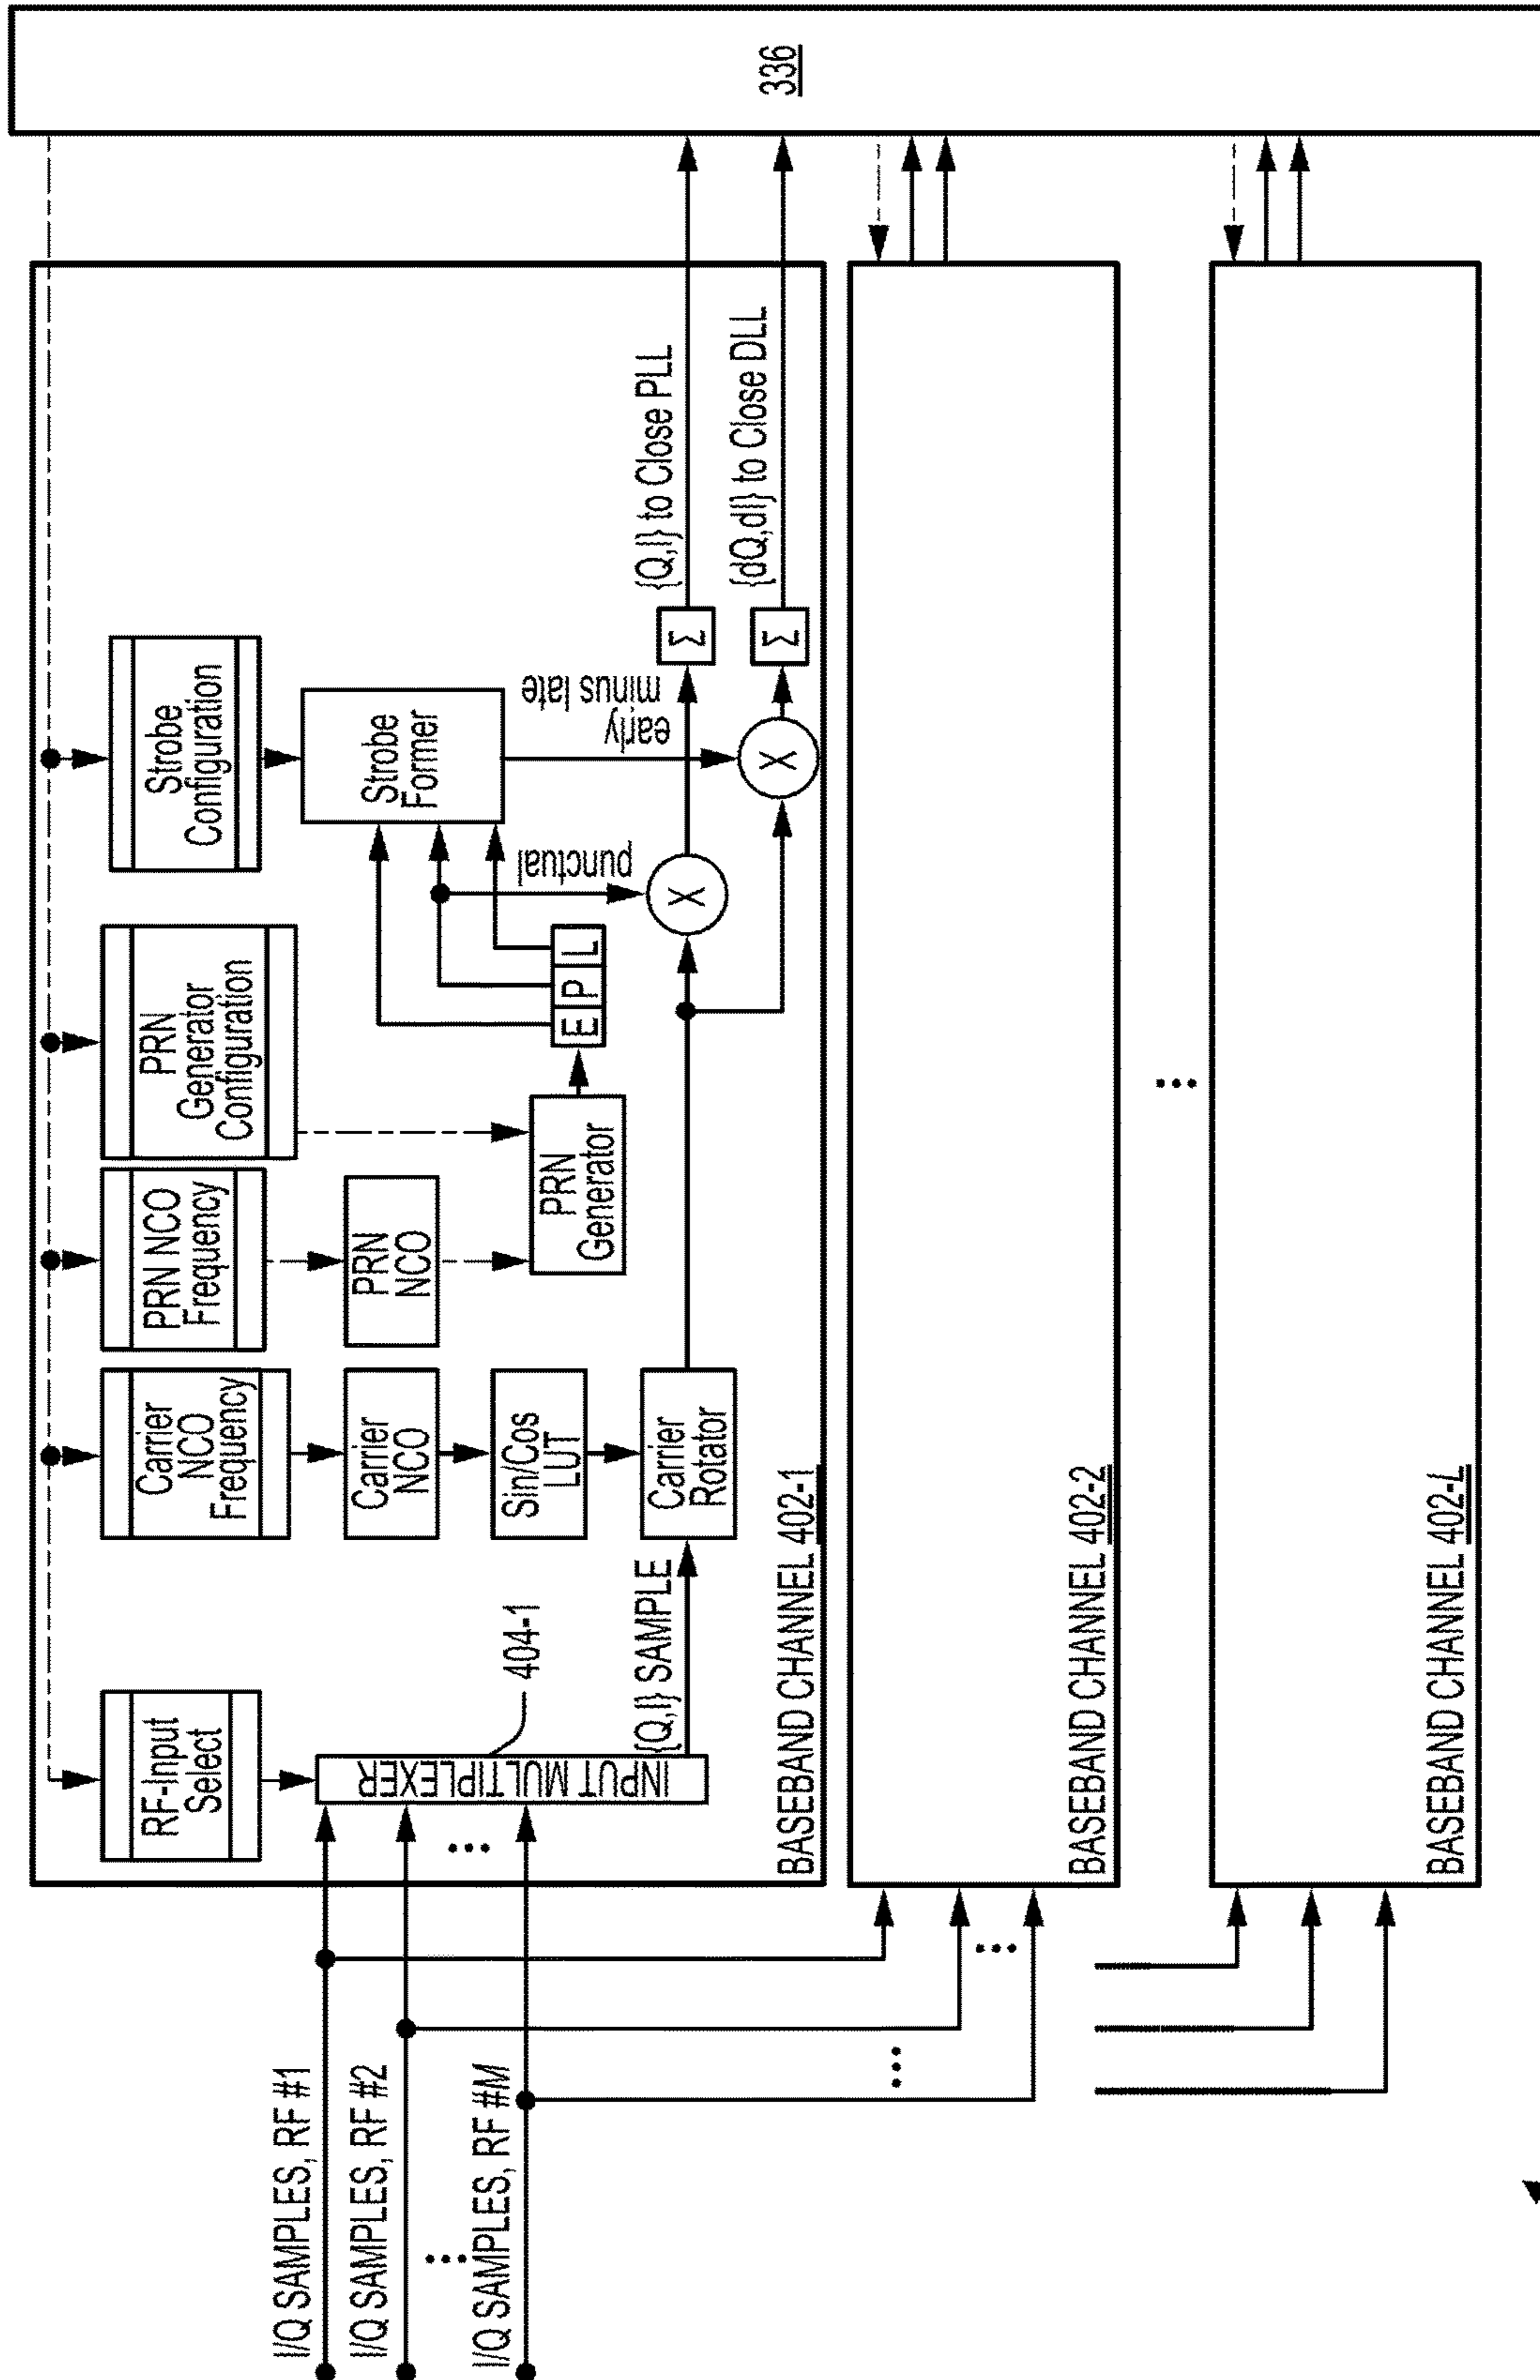 336
RF-Input
Select
Carrier
NCO
Frequency
PRN NCO
Frequency
PRN
Generator
Configuration
Strobe
Configuration
Carrier
NCO
PRN
NCO
Strobe
Former
Sin/Cos
LUT
PRN
Generator
E P L
punctual
early
minus late
INPUT MULTIPLEXER
404-1
{Q,I} SAMPLE
Carrier
Rotator
X
X
Σ
Σ
{Q,I} to Close PLL
{dQ,dI} to Close DLL
I/Q SAMPLES, RF #1
I/Q SAMPLES, RF #2
...
I/Q SAMPLES, RF #M
...
BASEBAND CHANNEL 402-1
...
BASEBAND CHANNEL 402-2
...
...
BASEBAND CHANNEL 402-L